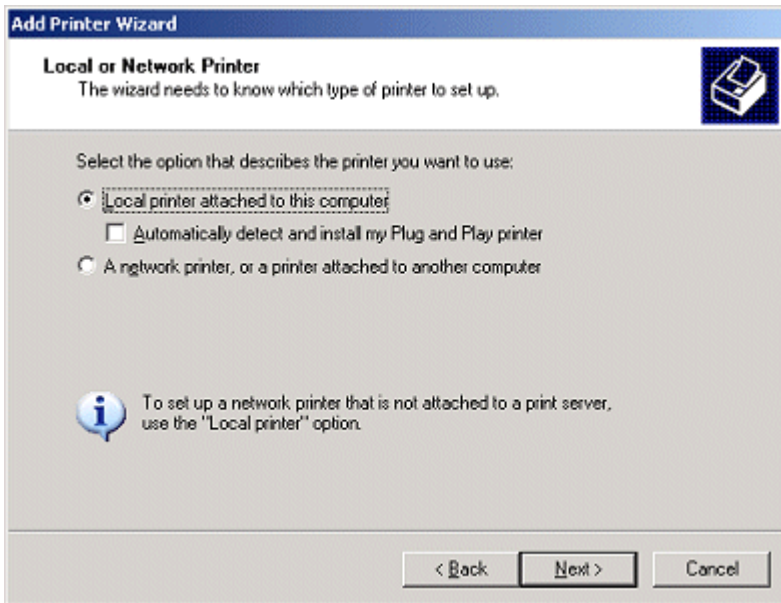 Add Printer Wizard
Local or Network Printer
The wizard needs to know which type of printer to set up.
Select the option that describes the printer you want to use:
Local printer attached to this computer
Automatically detect and install my Plug and Play printer
A network printer, or a printer attached to another computer
To set up a network printer that is not attached to a print server,
use the "Local printer" option.
< Back
Next >
Cancel